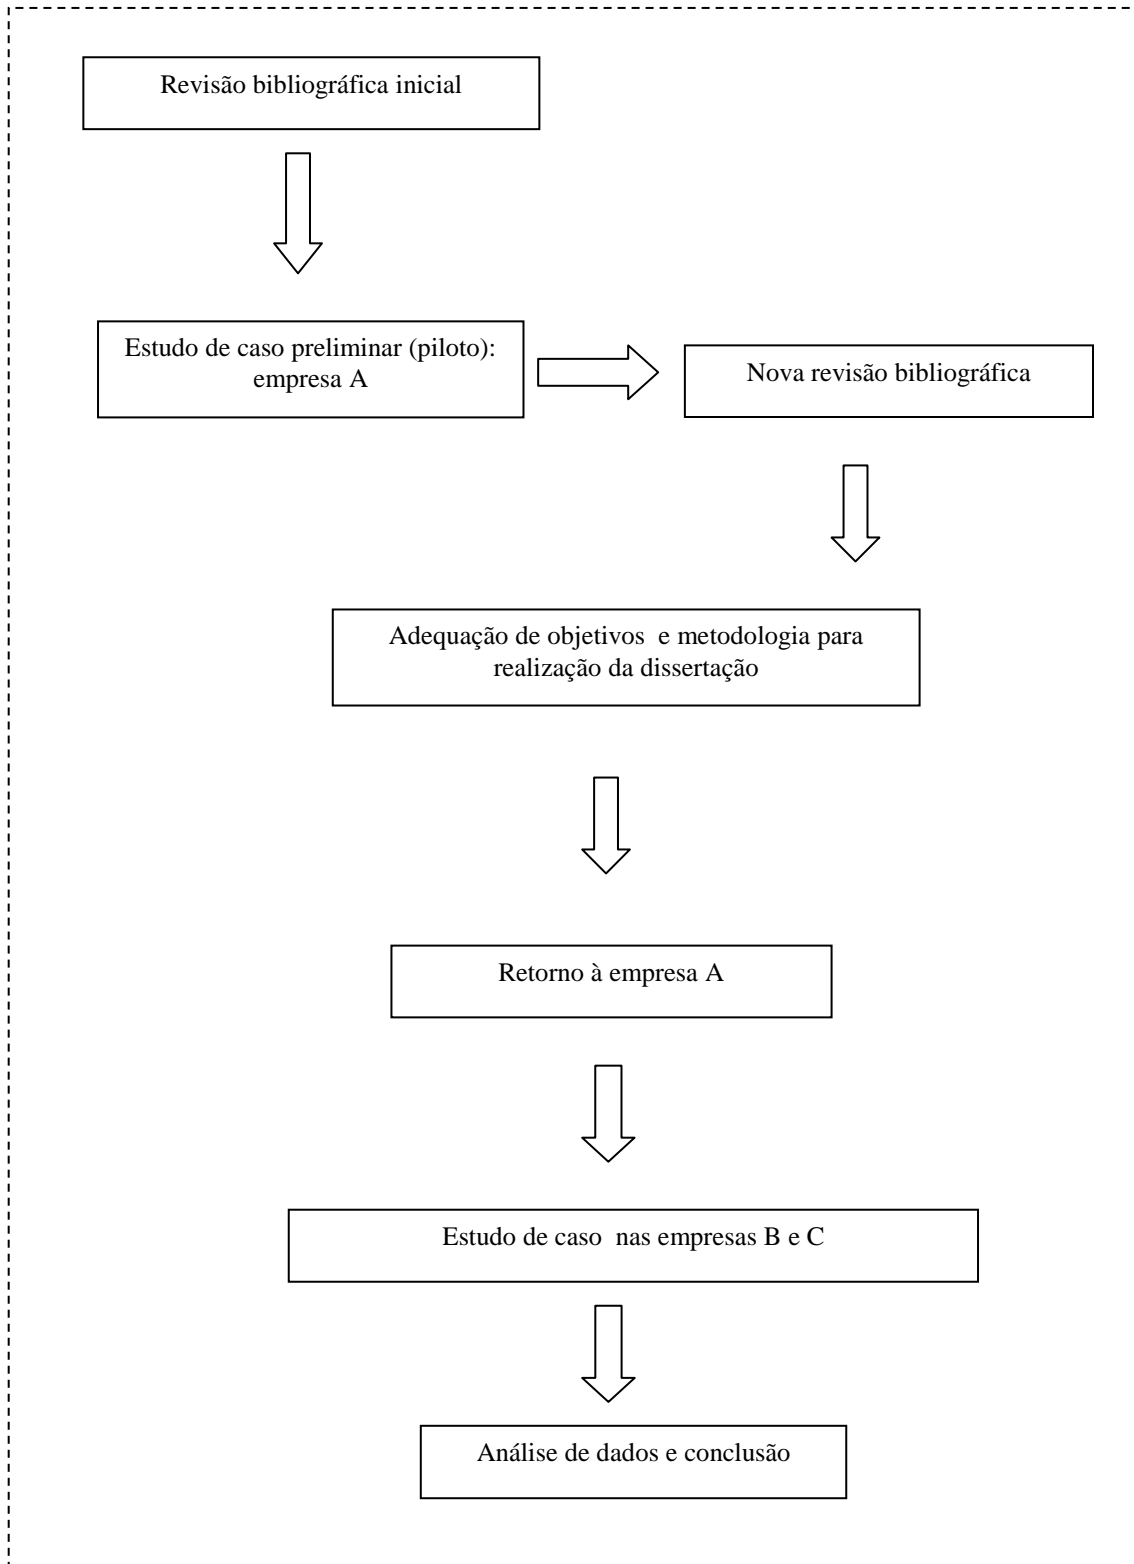 Revisão bibliográfica inicial
Estudo de caso preliminar (piloto):
empresa A
Nova revisão bibliográfica
Adequação de objetivos  e metodologia para
realização da dissertação
Retorno à empresa A
Estudo de caso  nas empresas B e C
Análise de dados e conclusão